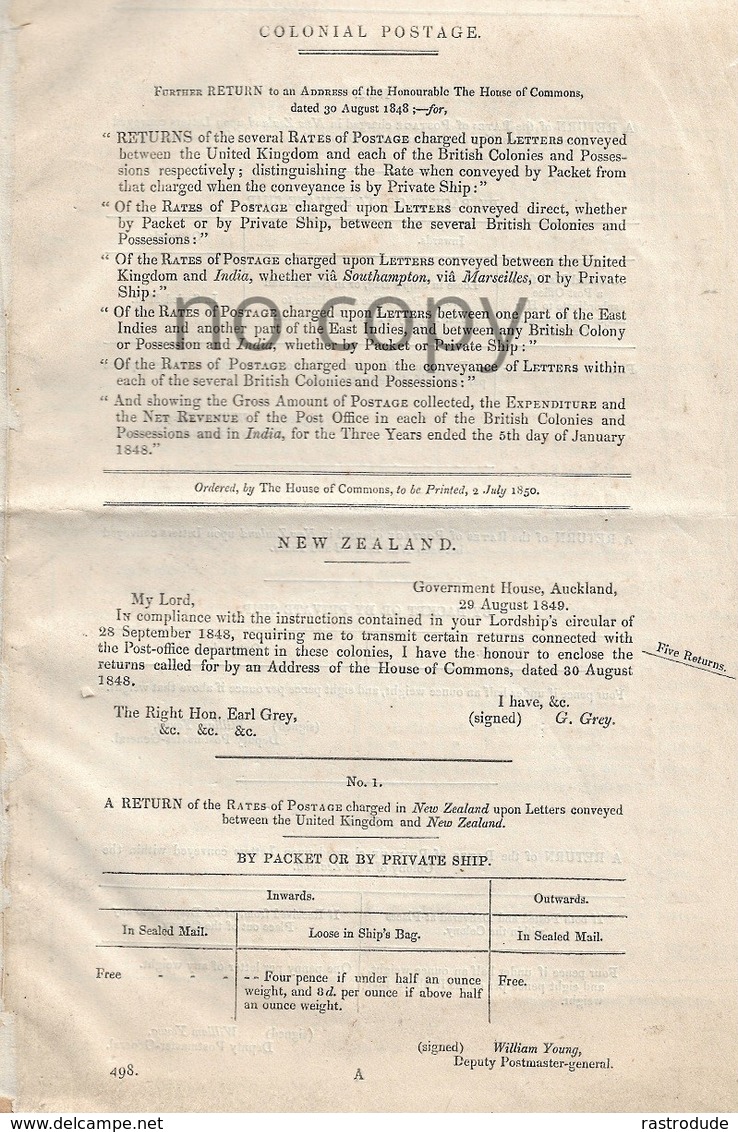 COLONIAL POSTAGE.
FURTHER RETURN to an ADDRESS of the Honourable The House of Commons,
dated 30 August 1848 ;—for,
“ RETURNS of the several RATES of POSTAGE charged upon LETTERS conveyed
between the United Kingdom and each of the British Colonies and Posses-
sions respectively ; distinguishing the Rate when conveyed by Packet from
that charged when the conveyance is by Private Ship : ”
“ Of the RATES of POSTAGE charged upon LETTERS conveyed direct, whether
by Packet or by Private Ship, between the several British Colonies and
Possessions : ”
“ Of the RATES of POSTAGE charged upon LETTERS conveyed between the United
Kingdom and India, whether viâ Southampton, viâ Marseilles, or by Private
Ship : ”
“ Of the RATES of POSTAGE charged upon LETTERS between one part of the East
Indies and another part of the East Indies, and between any British Colony
or Possession and India, whether by Packet or Private Ship : ”
“ Of the RATES of POSTAGE charged upon the conveyance of LETTERS within
each of the several British Colonies and Possessions : ”
“ And showing the Gross Amount of POSTAGE collected, the EXPENDITURE and
the NET REVENUE of the Post Office in each of the British Colonies and
Possessions and in India, for the Three Years ended the 5th day of January
1848.”
no copy
Ordered, by The House of Commons, to be Printed, 2 July 1850.
NEW ZEALAND.
Government House, Auckland,
My Lord,
29 August 1849.
IN compliance with the instructions contained in your Lordship's circular of
28 September 1848, requiring me to transmit certain returns connected with
the Post-office department in these colonies, I have the honour to enclose the
returns called for by an Address of the House of Commons, dated 30 August
1848.
Five Returns.
I have, &c.
The Right Hon. Earl Grey,
(signed) G. Grey.
&c. &c. &c.
No. 1.
A RETURN of the RATES of POSTAGE charged in New Zealand upon Letters conveyed
between the United Kingdom and New Zealand.
BY PACKET OR BY PRIVATE SHIP.
Inwards.
Outwards.
In Sealed Mail.
Loose in Ship's Bag.
In Sealed Mail.
Free - - -
- - Four pence if under half an ounce
weight, and 8d. per ounce if above half
an ounce weight.
Free.
(signed) William Young,
Deputy Postmaster-general.
498.
A
www.delcampe.net
rastrodude